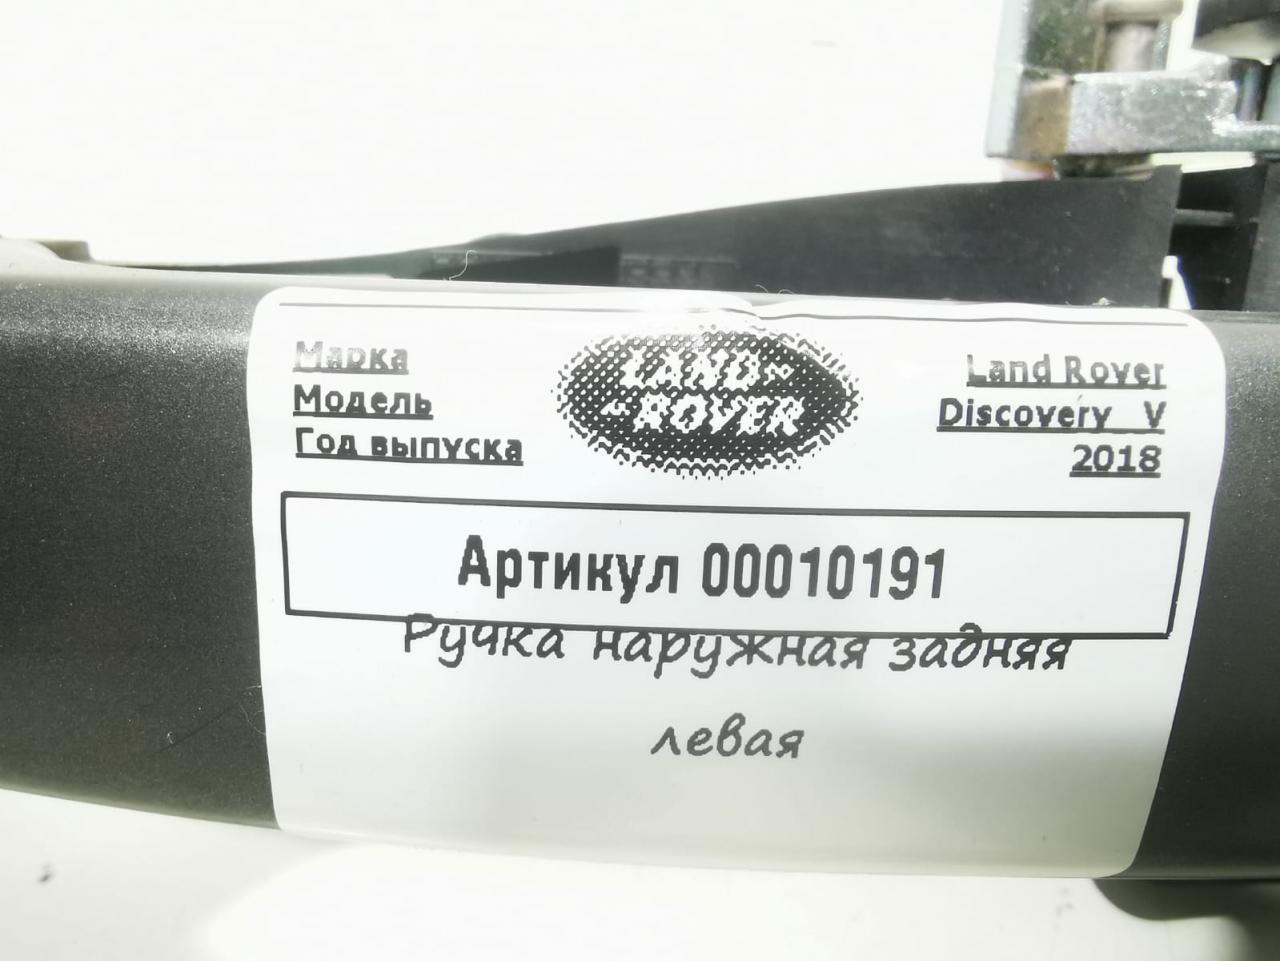 Марка
Модель
Год выпуска
LAND
ROVER
Land Rover
Discovery V
2018
Артикул 00010191
Ручка наружная задняя
левая